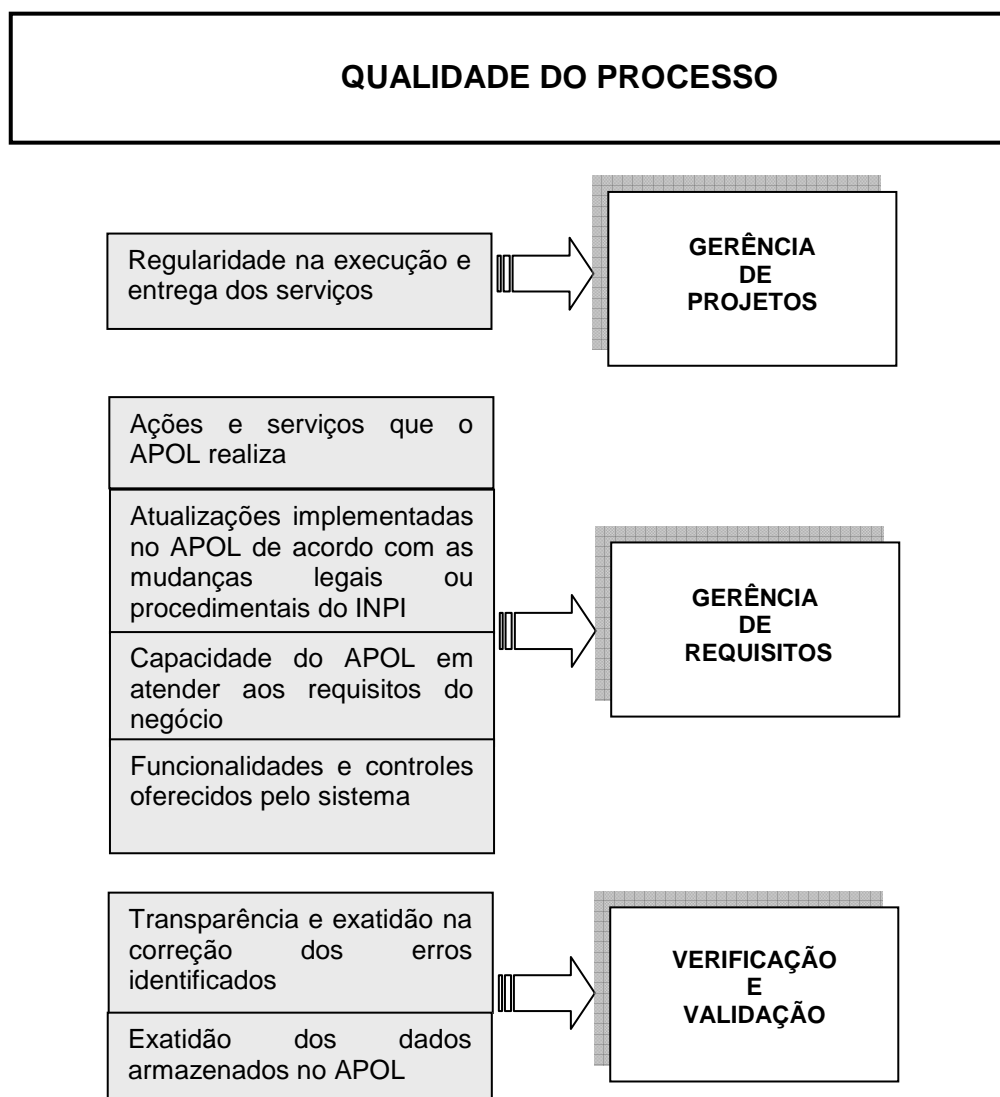 QUALIDADE DO PROCESSO
Regularidade na execução e
entrega dos serviços
GERÊNCIA
DE
PROJETOS
Ações e serviços que o
APOL realiza
Atualizações implementadas
no APOL de acordo com as
mudanças legais ou
procedimentais do INPI
Capacidade do APOL em
atender aos requisitos do
negócio
Funcionalidades e controles
oferecidos pelo sistema
GERÊNCIA
DE
REQUISITOS
Transparência e exatidão na
correção dos erros
identificados
Exatidão dos dados
armazenados no APOL
VERIFICAÇÃO
E
VALIDAÇÃO